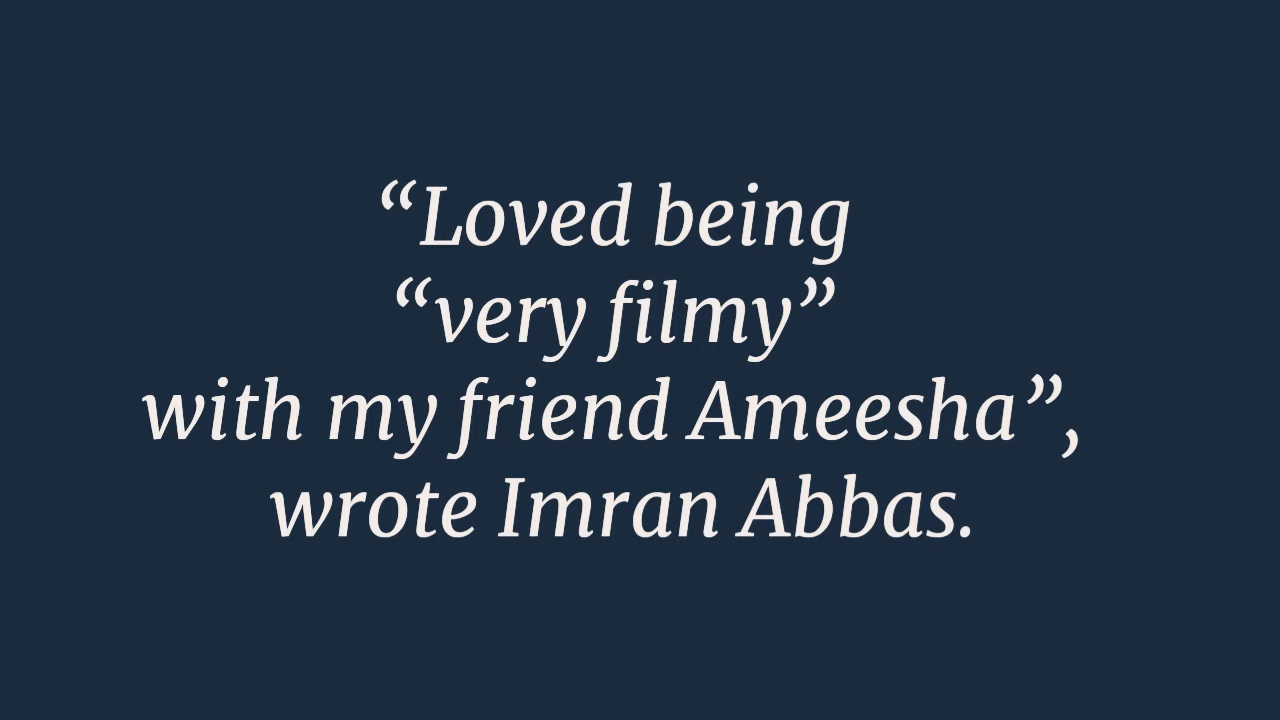 “Loved being
“very filmy”
with my friend Ameesha”,
wrote Imran Abbas.